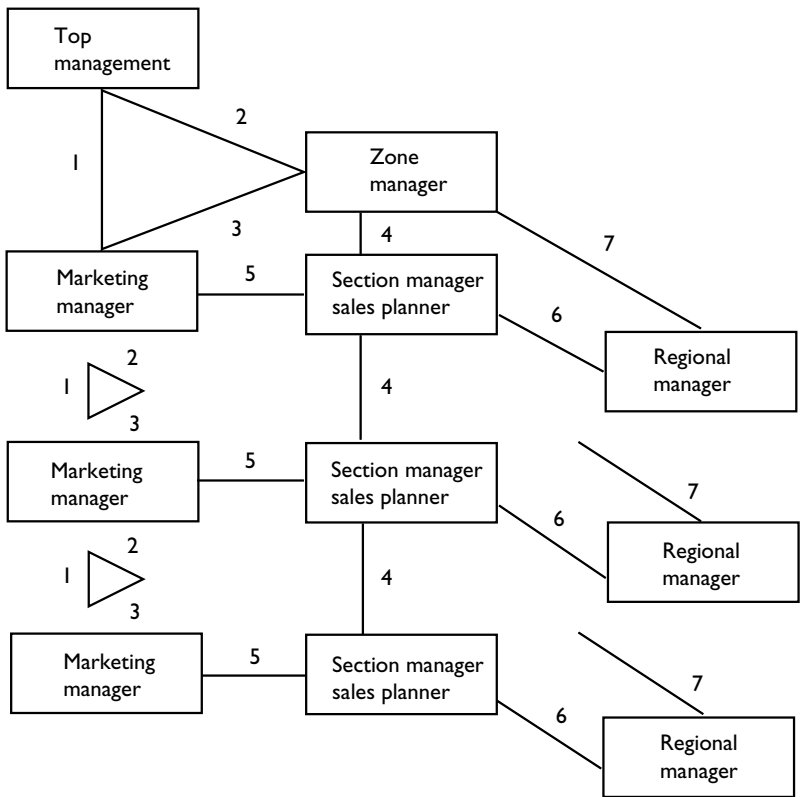 Top
management
2
1
Zone
manager
3
4
7
Marketing
manager
5
Section manager
sales planner
6
Regional
manager
2
1
4
3
Marketing
manager
5
Section manager
sales planner
7
6
Regional
manager
2
1
4
3
Marketing
manager
5
Section manager
sales planner
7
6
Regional
manager